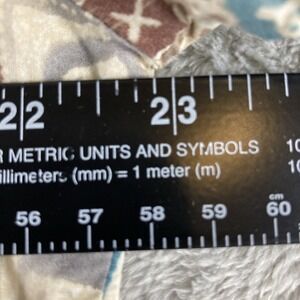 22 23
R METRIC UNITS AND SYMBOLS 10
illimeters (mm) = 1 meter (m) 10
cm
56 57 58 59 60